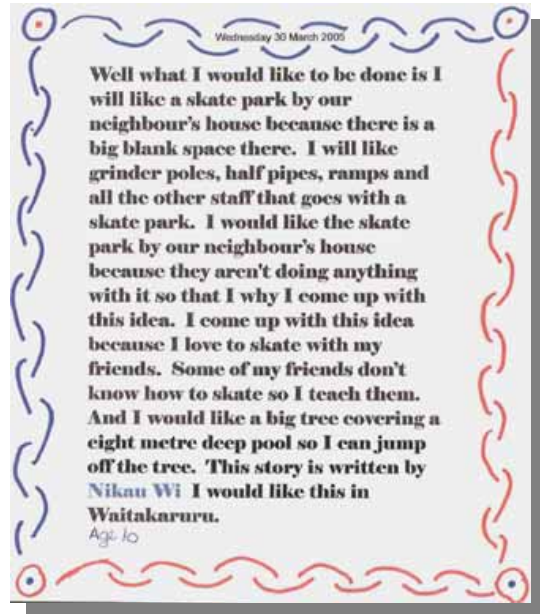 Wednesday 30 March 2005
Well what I would like to be done is I
will like a skate park by our
neighbour's house because there is a
big blank space there. I will like
grinder poles, half pipes, ramps and
all the other staff that goes with a
skate park. I would like the skate
park by our neighbour's house
because they aren't doing anything
with it so that I why I come up with
this idea. I come up with this idea
because I love to skate with my
friends. Some of my friends don't
know how to skate so I teach them.
And I would like a big tree covering a
eight metre deep pool so I can jump
off the tree. This story is written by
Nikau Wi I would like this in
Waitakaruru.
Age 10